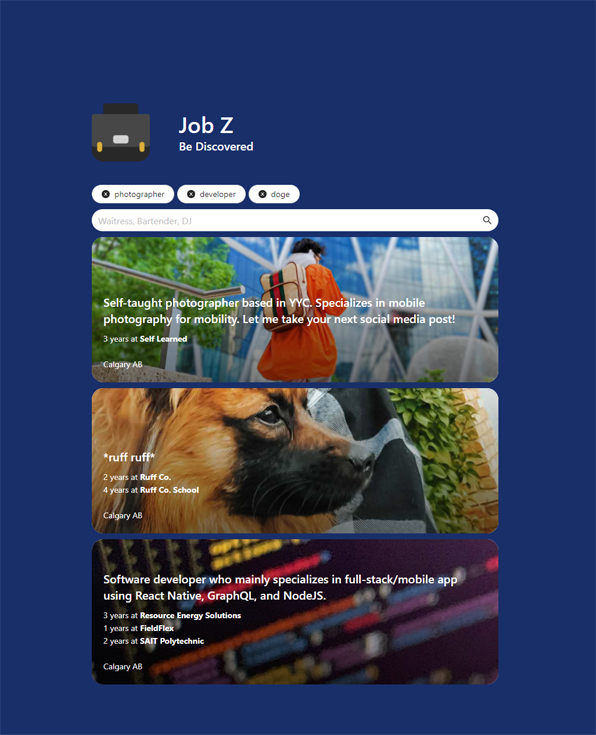 Job Z
Be Discovered
photographer
developer
doge
Waitress, Bartender, DJ
Self-taught photographer based in YYC. Specializes in mobile
photography for mobility. Let me take your next social media post!
3 years at Self Learned
Calgary AB
*ruff ruff*
2 years at Ruff Co.
4 years at Ruff Co. School
Calgary AB
Software developer who mainly specializes in full-stack/mobile app
using React Native, GraphQL, and NodeJS.
3 years at Resource Energy Solutions
1 years at FieldFlex
2 years at SAIT Polytechnic
Calgary AB